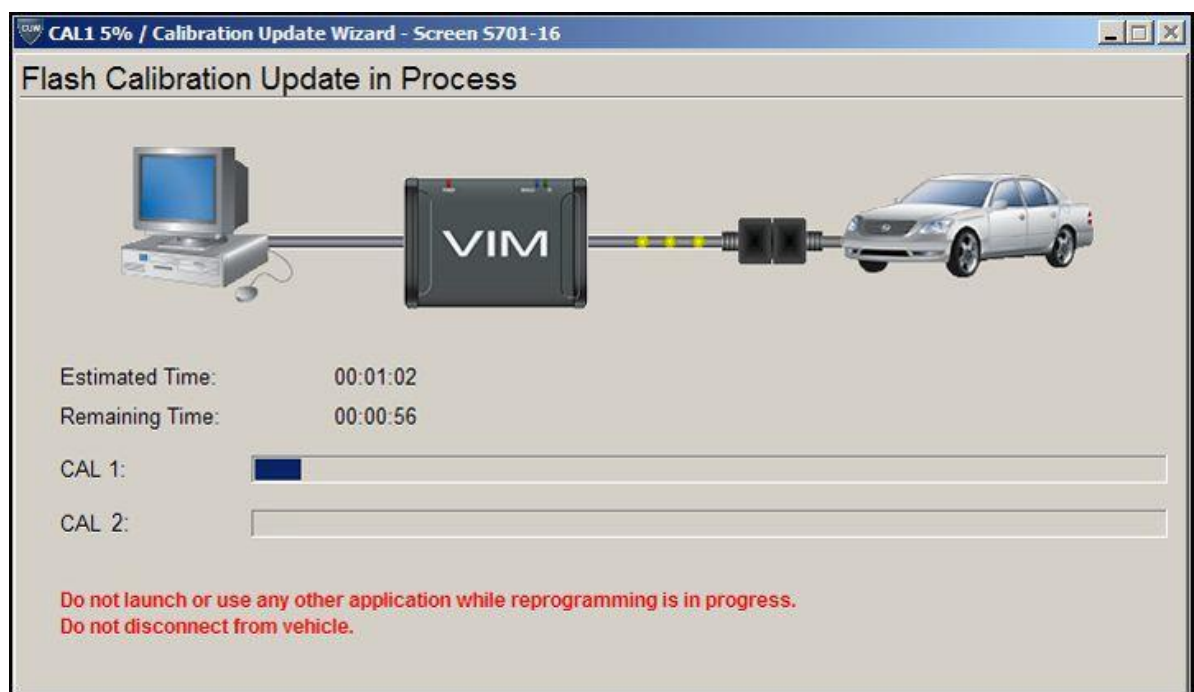 CUW CAL1 5% / Calibration Update Wizard - Screen S701-16
Flash Calibration Update in Process
VIM
Estimated Time: 00:01:02
Remaining Time: 00:00:56
CAL 1:
CAL 2:
Do not launch or use any other application while reprogramming is in progress.
Do not disconnect from vehicle.